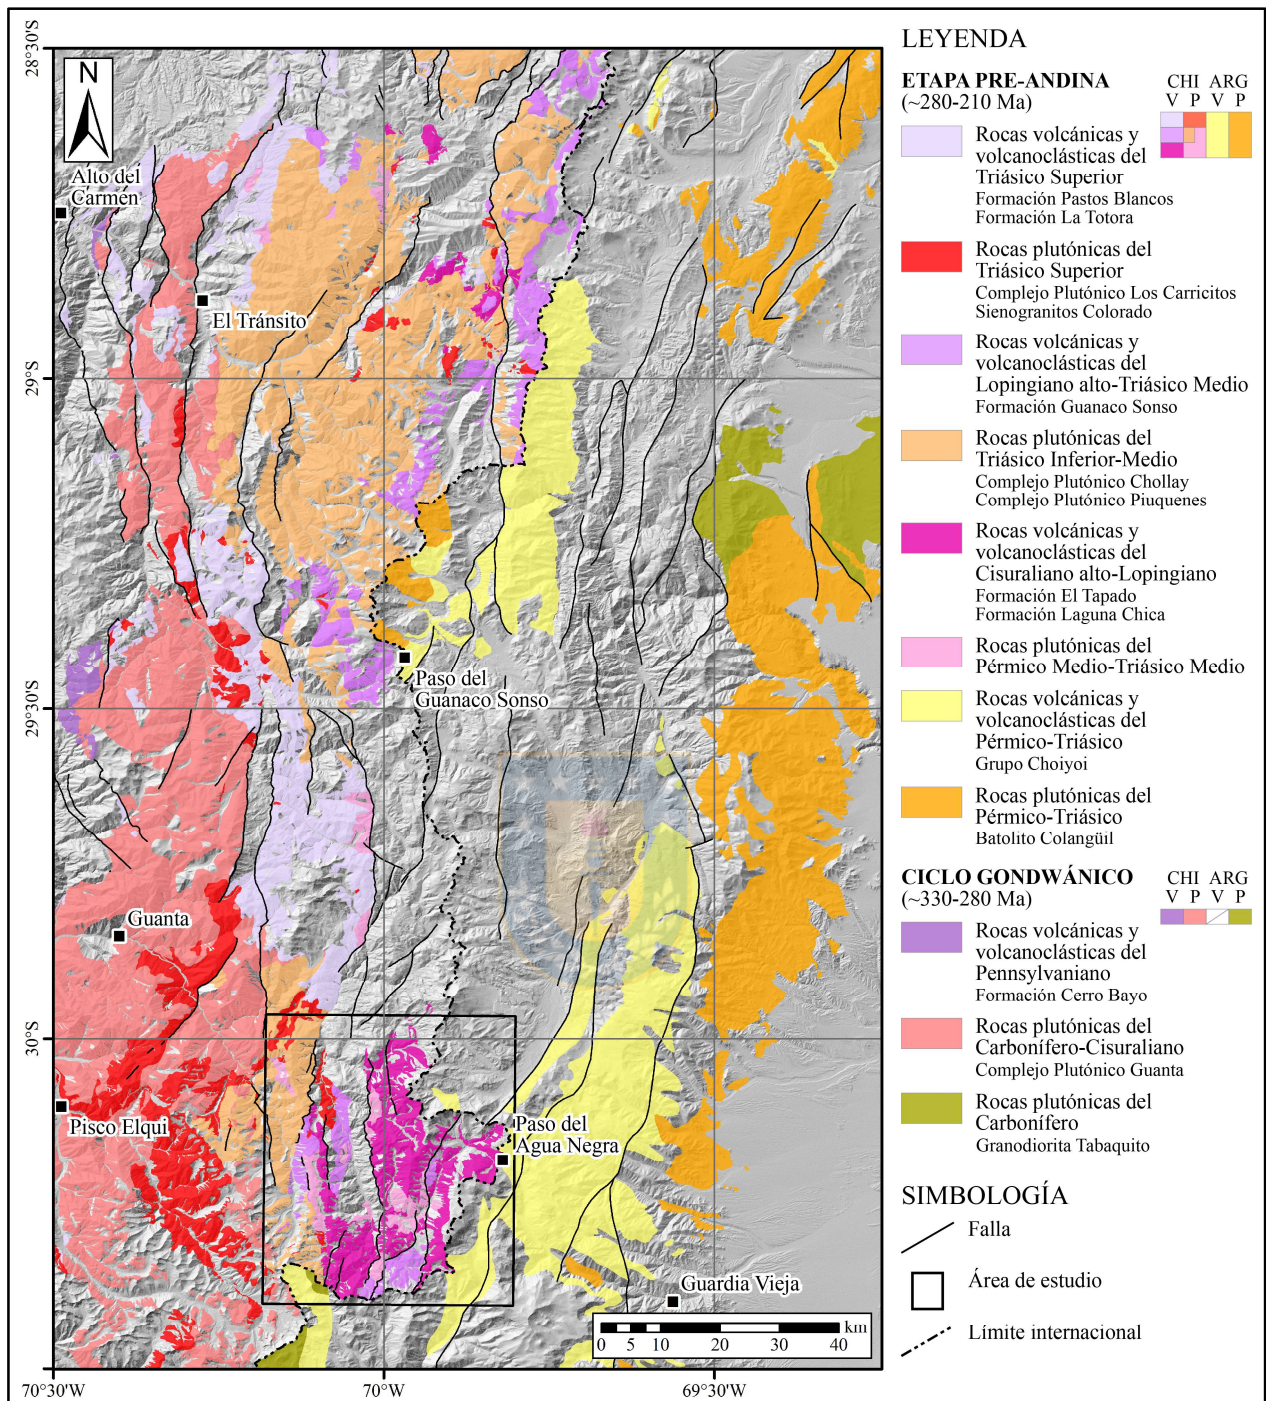 28°30'S
29°S
29°30'S
30°S
70°30'W
70°W
69°30'W
N
Alto del
Carmen
El Tránsito
Paso del
Guanaco Sonso
Guanta
Pisco Elqui
Paso del
Agua Negra
Guardia Vieja
km
0 5 10 20 30 40
LEYENDA
ETAPA PRE-ANDINA
(~280-210 Ma)
CHI ARG
V P V P
Rocas volcánicas y
volcanoclásticas del
Triásico Superior
Formación Pastos Blancos
Formación La Totora
Rocas plutónicas del
Triásico Superior
Complejo Plutónico Los Carricitos
Sienogranitos Colorado
Rocas volcánicas y
volcanoclásticas del
Lopingiano alto-Triásico Medio
Formación Guanaco Sonso
Rocas plutónicas del
Triásico Inferior-Medio
Complejo Plutónico Chollay
Complejo Plutónico Piuquenes
Rocas volcánicas y
volcanoclásticas del
Cisuraliano alto-Lopingiano
Formación El Tapado
Formación Laguna Chica
Rocas plutónicas del
Pérmico Medio-Triásico Medio
Rocas volcánicas y
volcanoclásticas del
Pérmico-Triásico
Grupo Choiyoi
Rocas plutónicas del
Pérmico-Triásico
Batolito Colangüil
CICLO GONDWÁNICO
(~330-280 Ma)
CHI ARG
V P V P
Rocas volcánicas y
volcanoclásticas del
Pennsylvaniano
Formación Cerro Bayo
Rocas plutónicas del
Carbonífero-Cisuraliano
Complejo Plutónico Guanta
Rocas plutónicas del
Carbonífero
Granodiorita Tabaquito
SIMBOLOGÍA
Falla
Área de estudio
Límite internacional